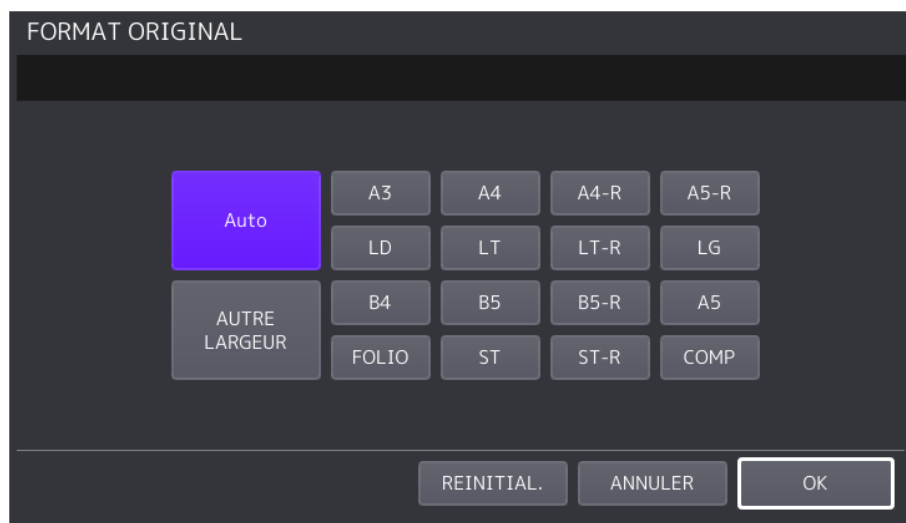 FORMAT ORIGINAL
Auto
A3
A4
A4-R
A5-R
LD
LT
LT-R
LG
AUTRE
LARGEUR
B4
B5
B5-R
A5
FOLIO
ST
ST-R
COMP
REINITIAL.
ANNULER
OK